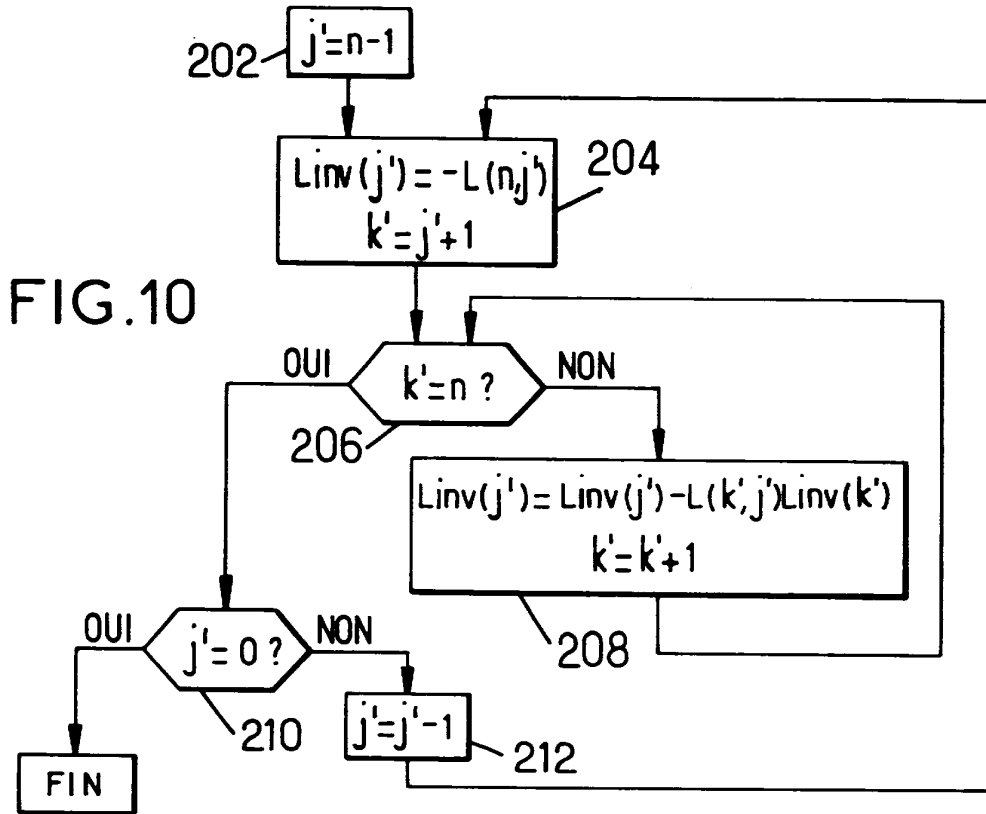 j'=n-1
202
Linv(j')=-L(n,j')
k'=j'+1
204
FIG.10
OUI
k'=n ?
NON
206
Linv(j')=Linv(j')-L(k',j')Linv(k')
k'=k'+1
208
OUI
j'=0 ?
NON
210
j'=j'-1
212
FIN